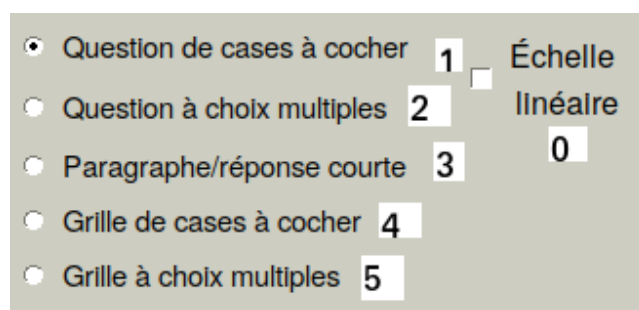 Question de cases à cocher 1
Échelle
linéaire
0
Question à choix multiples 2
Paragraphe/réponse courte 3
Grille de cases à cocher 4
Grille à choix multiples 5